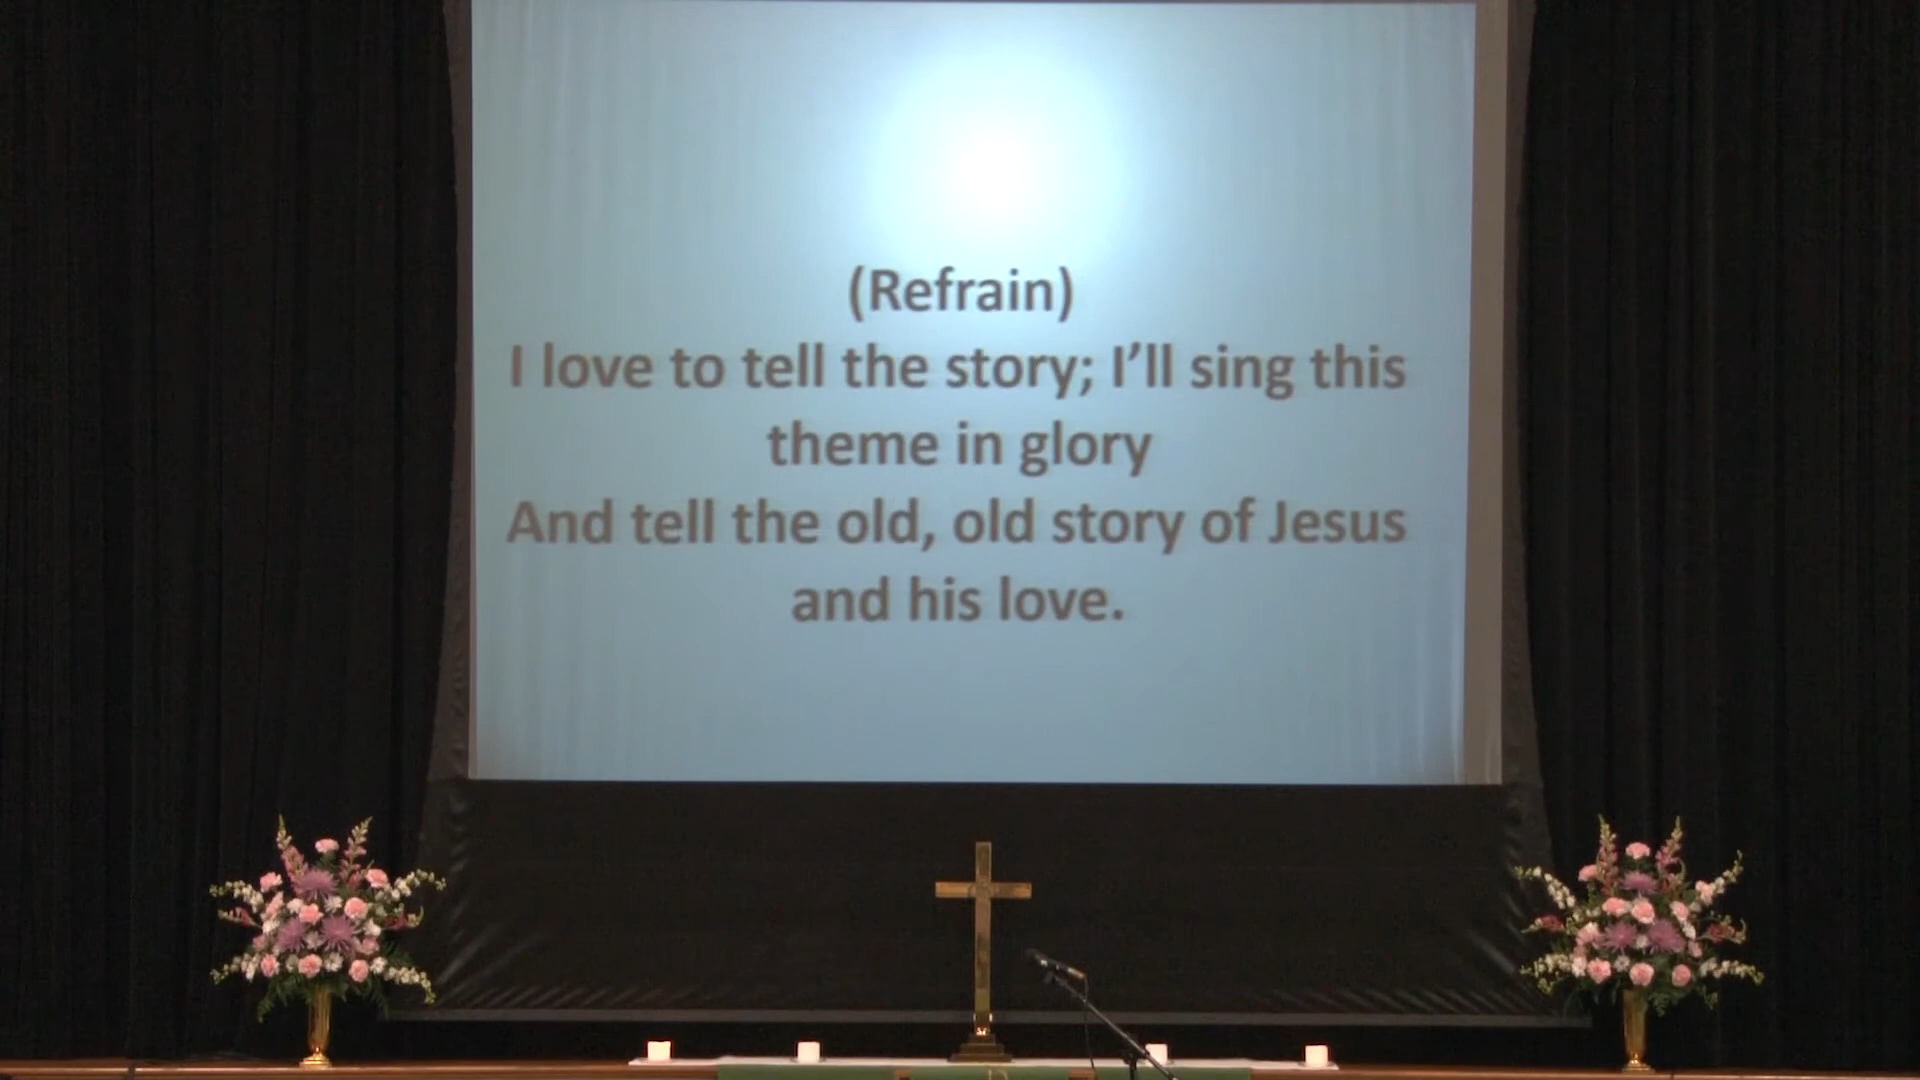 (Refrain)
I love to tell the story; I’ll sing this
theme in glory
And tell the old, old story of Jesus
and his love.